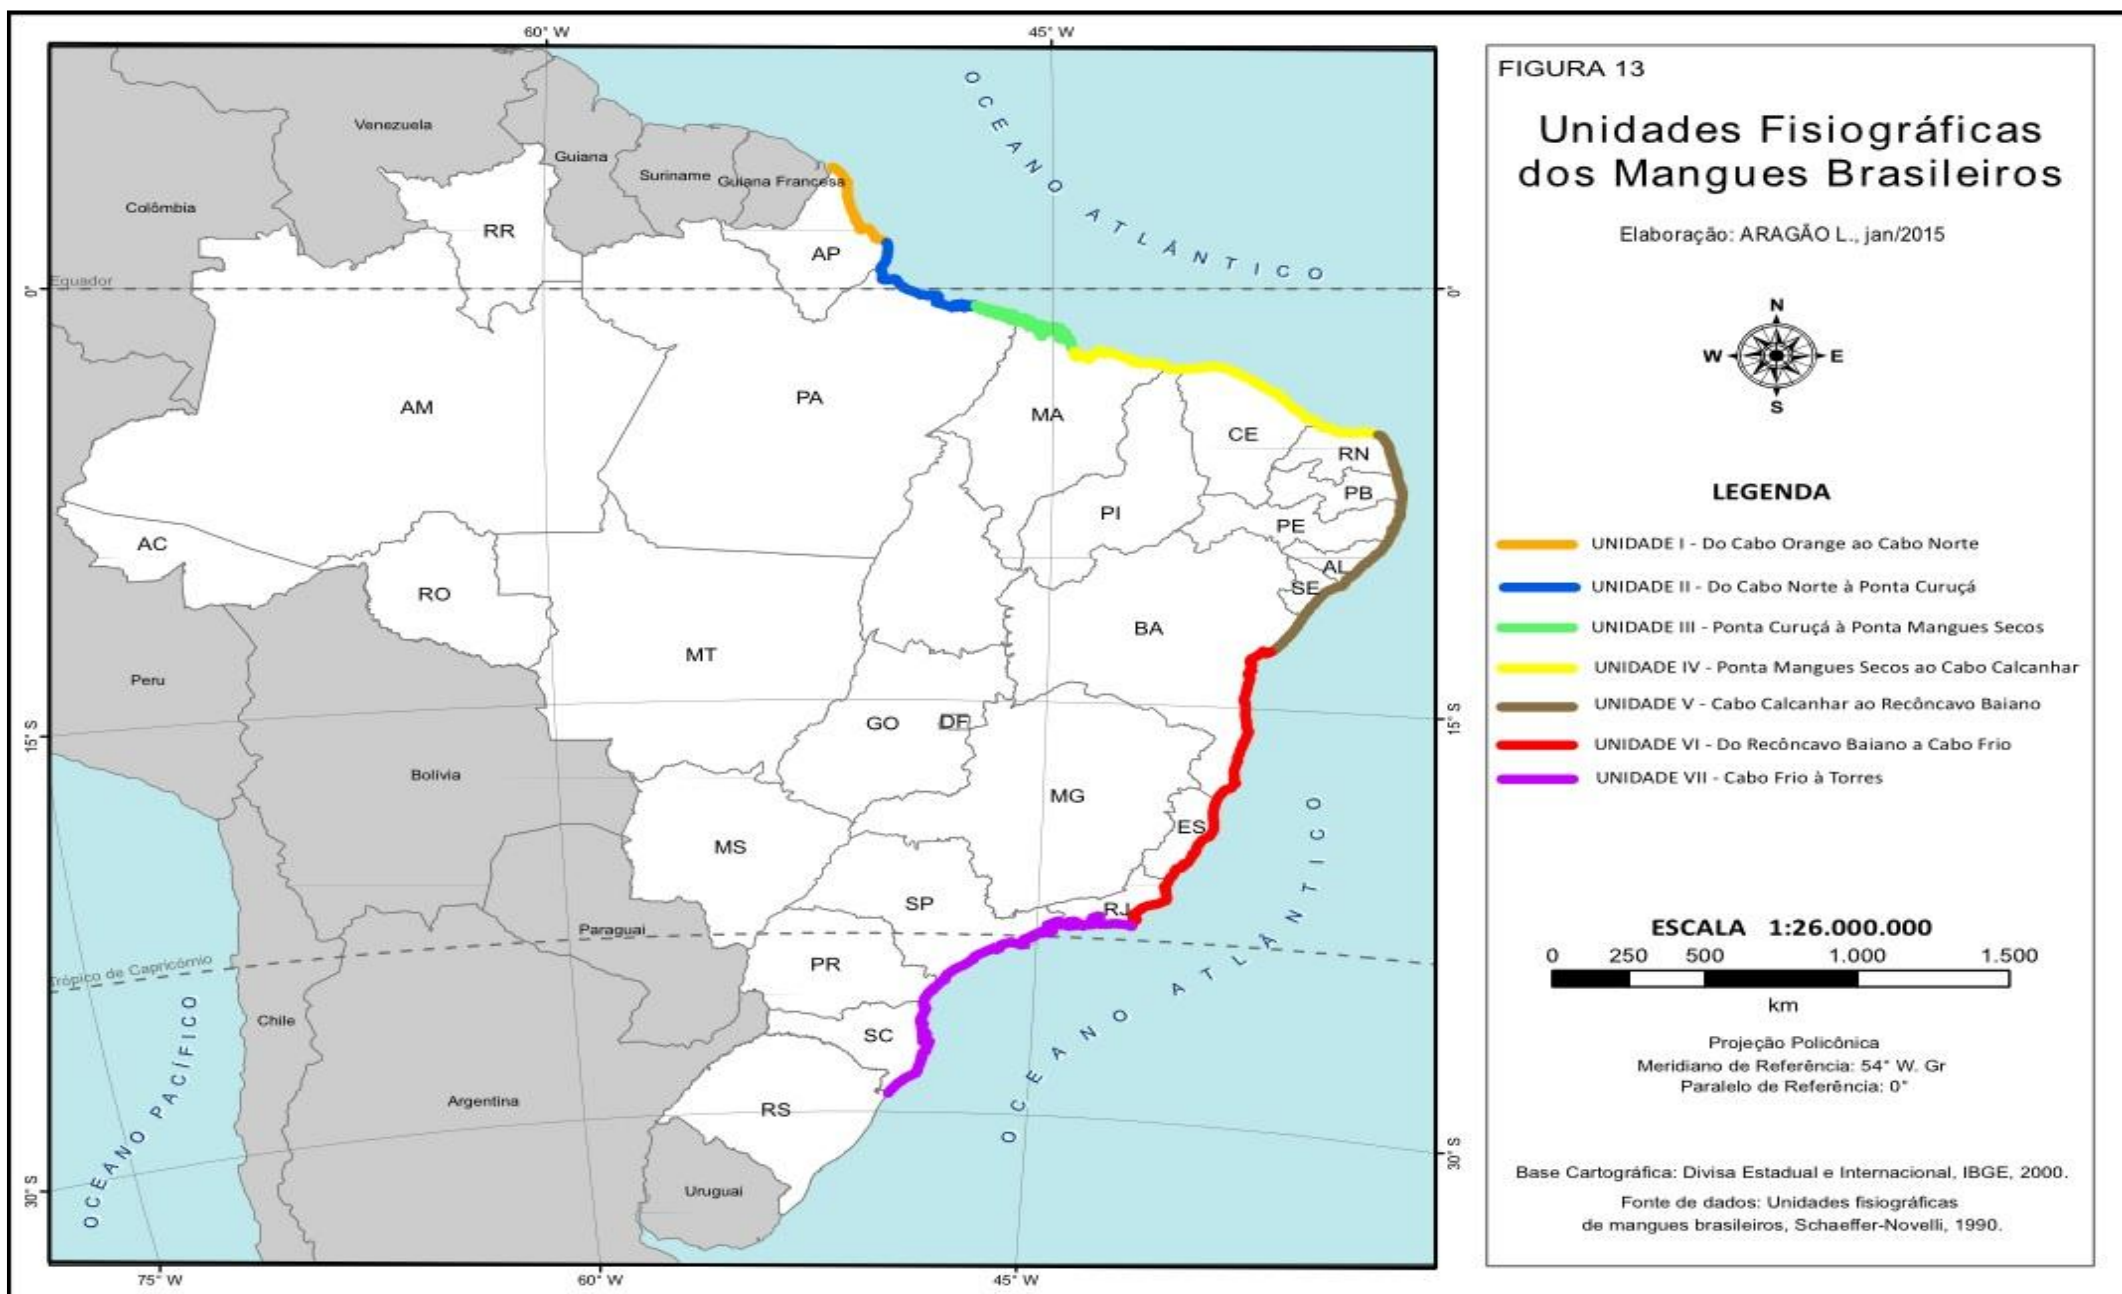 60° W
45° W
OCEANO ATLÂNTICO
Venezuela
Guiana
Suriname
Guiana Francesa
Colômbia
RR
AP
Equador
0°
0°
AM
PA
MA
CE
RN
PB
PI
PE
AC
AL
SE
RO
BA
MT
Peru
15° S
15° S
GO
DF
Bolívia
MG
ES
MS
SP
RJ
Paraguai
Trópico de Capricórnio
PR
OCEANO ATLÂNTICO
Chile
SC
OCEANO PACÍFICO
Argentina
RS
30° S
30° S
Uruguai
75° W
60° W
45° W
FIGURA 13
Unidades Fisiográficas
dos Mangues Brasileiros
Elaboração: ARAGÃO L., jan/2015
N
W
E
S
LEGENDA
UNIDADE I - Do Cabo Orange ao Cabo Norte
UNIDADE II - Do Cabo Norte à Ponta Curuçá
UNIDADE III - Ponta Curuçá à Ponta Mangues Secos
UNIDADE IV - Ponta Mangues Secos ao Cabo Calcanhar
UNIDADE V - Cabo Calcanhar ao Recôncavo Baiano
UNIDADE VI - Do Recôncavo Baiano a Cabo Frio
UNIDADE VII - Cabo Frio à Torres
ESCALA 1:26.000.000
0 250 500 1.000 1.500
km
Projeção Policônica
Meridiano de Referência: 54° W. Gr
Paralelo de Referência: 0°
Base Cartográfica: Divisa Estadual e Internacional, IBGE, 2000.
Fonte de dados: Unidades fisiográficas
de mangues brasileiros, Schaeffer-Novelli, 1990.